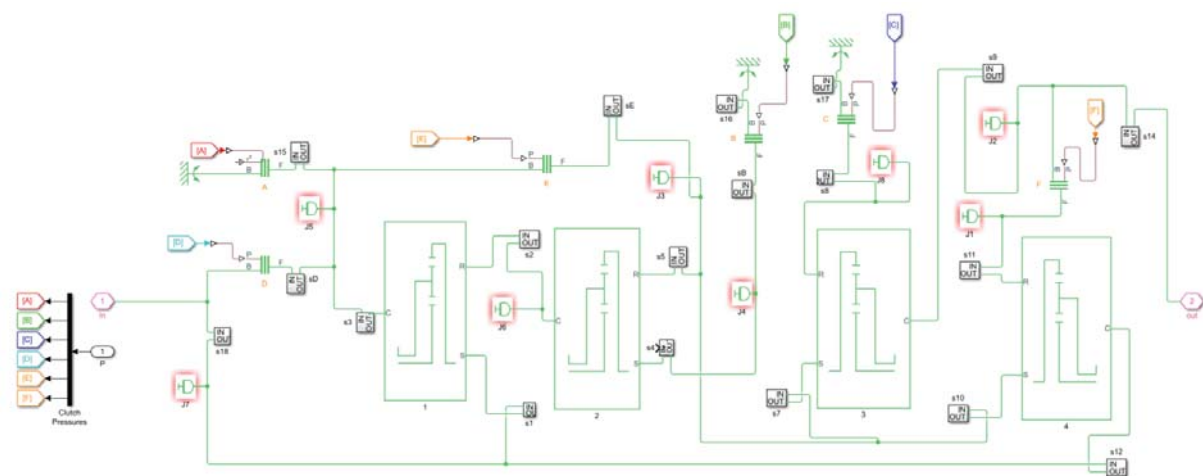 [B]
[C]
s9
IN OUT
IN OUT
s17
IN OUT
s16
B P
B P
C
F
B
F
[A]
s15
IN OUT
B F
A
[E]
P
B F
E
IN OUT
sE
J2
[F]
IN OUT
s14
B P
F
F
J3
IN OUT
sB
J8
IN OUT
s8
J5
J1
[D]
P
B F
D
IN OUT
sD
R
IN OUT
s2
R
s5
IN OUT
R
s11
IN OUT
R
[A]
[B]
[C]
[D]
[E]
[F]
Clutch
Pressures
1
In
1
P
IN OUT
s18
s3
IN OUT
C
J6
C
J4
C
C
2
out
s4
OUT
J7
S
1
IN OUT
s1
S
2
IN OUT
s7
S
3
s10
IN OUT
S
4
s12
IN OUT